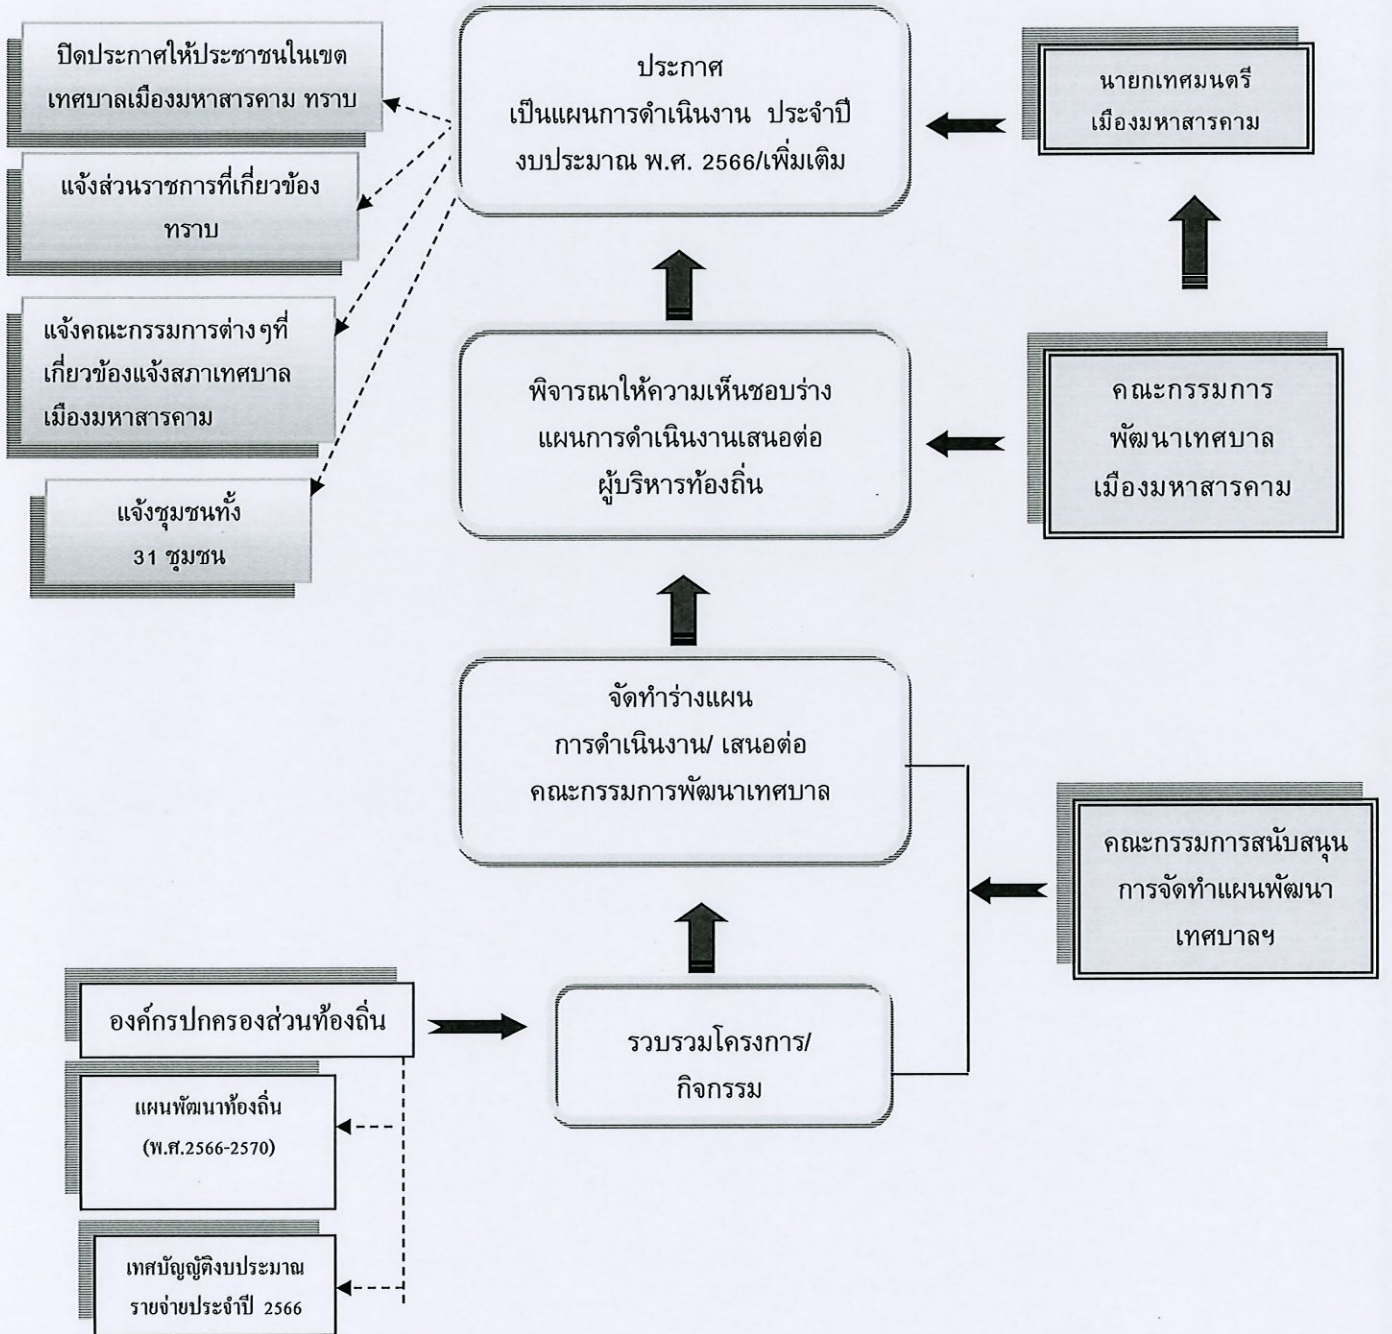 ปิดประกาศให้ประชาชนในเขต
เทศบาลเมืองมหาสารคาม ทราบ
แจ้งส่วนราชการที่เกี่ยวข้อง
ทราบ
แจ้งคณะกรรมการต่างๆที่
เกี่ยวข้องแจ้งสภาเทศบาล
เมืองมหาสารคาม
แจ้งชุมชนทั้ง
31 ชุมชน
ประกาศ
เป็นแผนการดำเนินงาน ประจำปี
งบประมาณ พ.ศ. 2566/เพิ่มเติม
นายกเทศมนตรี
เมืองมหาสารคาม
พิจารณาให้ความเห็นชอบร่าง
แผนการดำเนินงานเสนอต่อ
ผู้บริหารท้องถิ่น
คณะกรรมการ
พัฒนาเทศบาล
เมืองมหาสารคาม
จัดทำร่างแผน
การดำเนินงาน/ เสนอต่อ
คณะกรรมการพัฒนาเทศบาล
คณะกรรมการสนับสนุน
การจัดทำแผนพัฒนา
เทศบาลฯ
องค์กรปกครองส่วนท้องถิ่น
รวบรวมโครงการ/
กิจกรรม
แผนพัฒนาท้องถิ่น
(พ.ศ.2566-2570)
เทศบัญญัติงบประมาณ
รายจ่ายประจำปี 2566